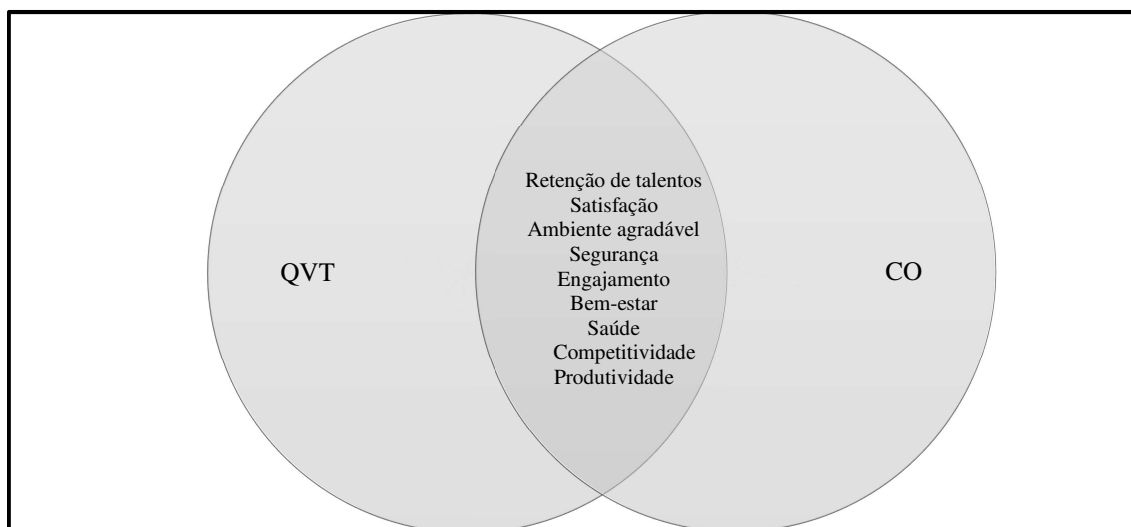 Retenção de talentos
Satisfação
Ambiente agradável
Segurança
QVT
CO
Engajamento
Bem-estar
Saúde
Competitividade
Produtividade